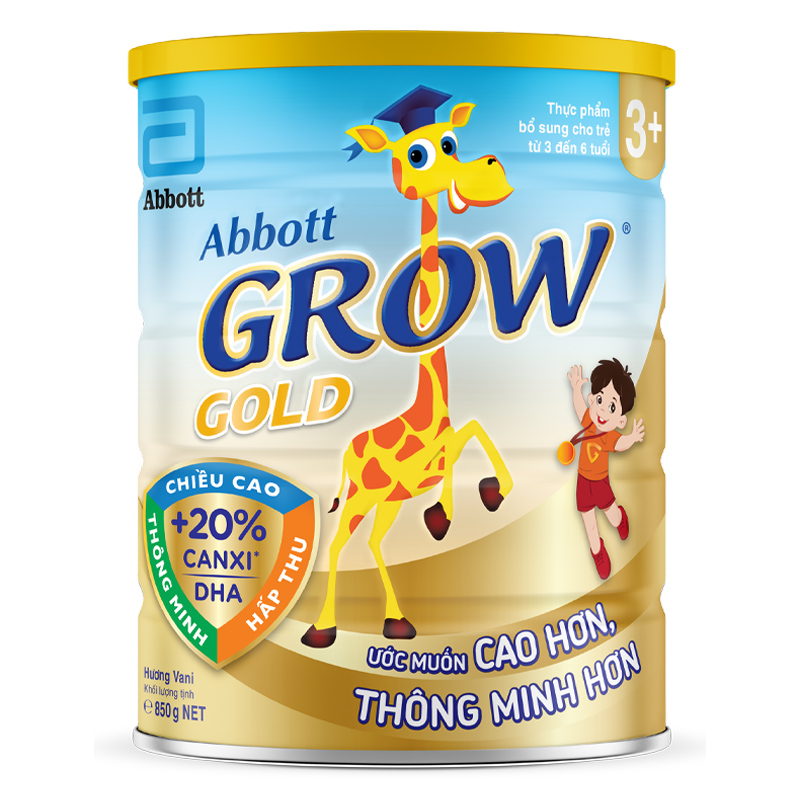 Abbott
Thực phẩm
bổ sung cho trẻ
từ 3 đến 6 tuổi
3+
Abbott
GROW®
GOLD
CHIỀU CAO
THÔNG MINH
HẤP THU
+20%
CANXI*
DHA
G
ƯỚC MUỐN CAO HƠN,
THÔNG MINH HƠN
Hương Vani
Khối lượng tịnh
℮ 850g NET